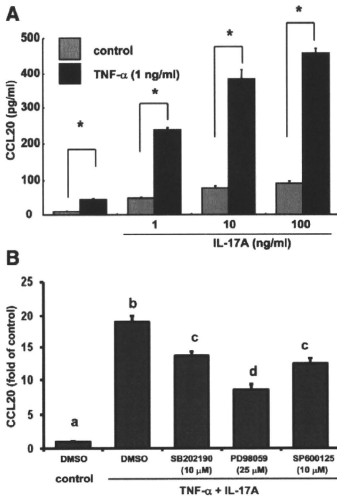 A
CCL20 (pg/ml)
500
400
300
200
100
0
control
TNF-α (1 ng/ml)
*
*
*
*
1 10 100
IL-17A (ng/ml)
B
CCL20 (fold of control)
25
20
15
10
5
0
a
b
c
d
c
DMSO DMSO SB202190 PD98059 SP600125
(10 μM) (25 μM) (10 μM)
control TNF-α + IL-17A